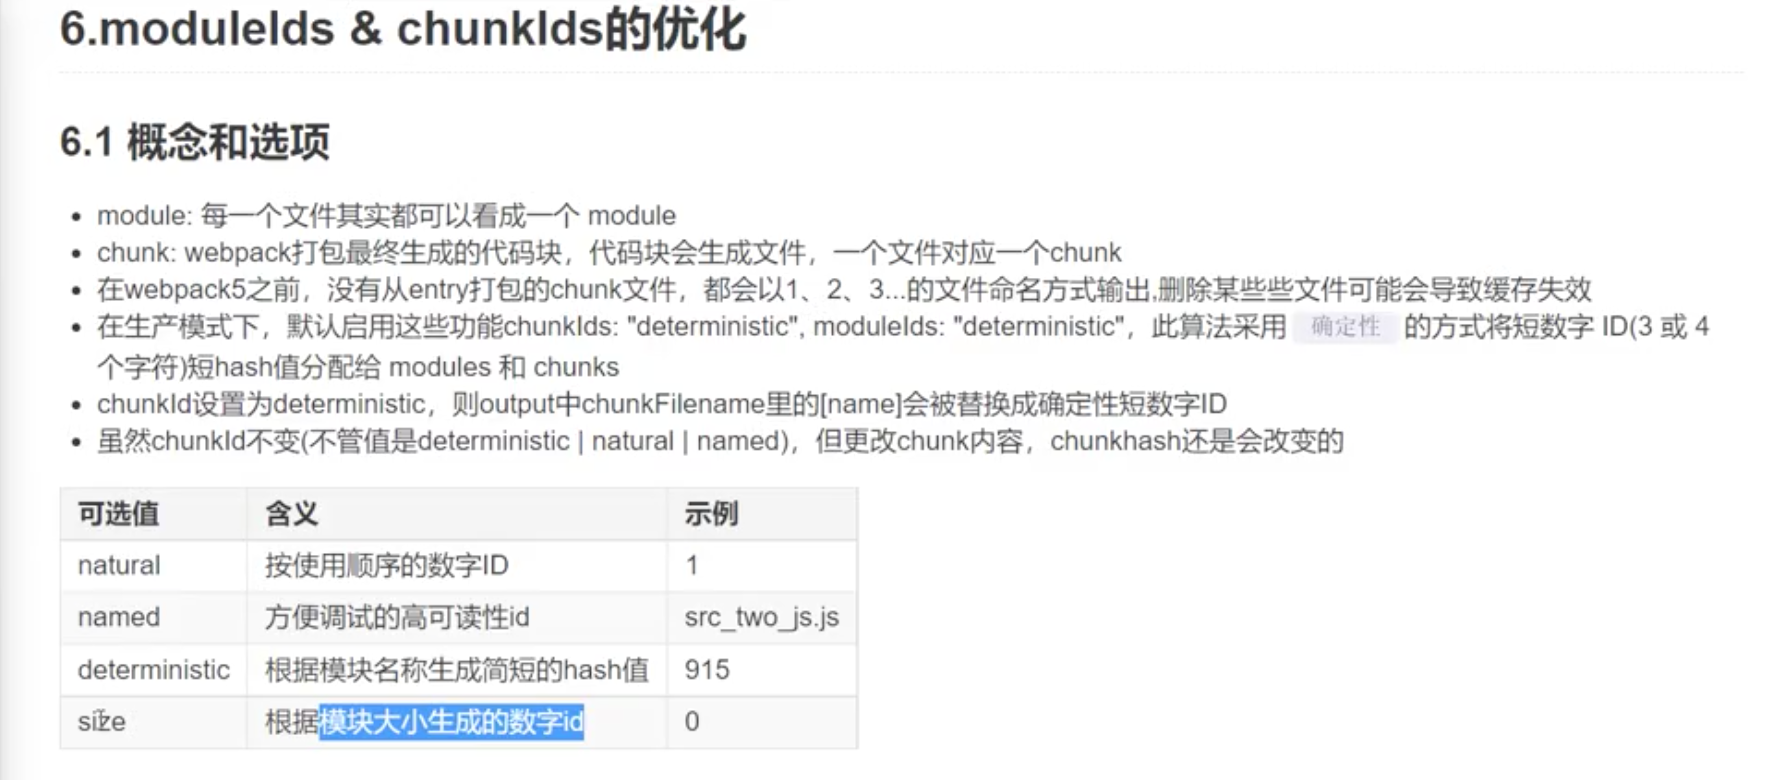 6.moduleIds & chunkIds的优化
6.1 概念和选项
module: 每一个文件其实都可以看成一个 module
chunk: webpack打包最终生成的代码块，代码块会生成文件，一个文件对应一个chunk
在webpack5之前，没有从entry打包的chunk文件，都会以1、2、3...的文件命名方式输出,删除某些些文件可能会导致缓存失效
在生产模式下，默认启用这些功能chunkIds: "deterministic", moduleIds: "deterministic"，此算法采用 确定性 的方式将短数字 ID(3 或 4
个字符)短hash值分配给 modules 和 chunks
chunkId设置为deterministic，则output中chunkFilename里的[name]会被替换成确定性短数字ID
虽然chunkId不变(不管值是deterministic | natural | named)，但更改chunk内容，chunkhash还是会改变的
可选值 含义 示例
natural 按使用顺序的数字ID 1
named 方便调试的高可读性id src_two_js.js
deterministic 根据模块名称生成简短的hash值 915
size 根据模块大小生成的数字id 0